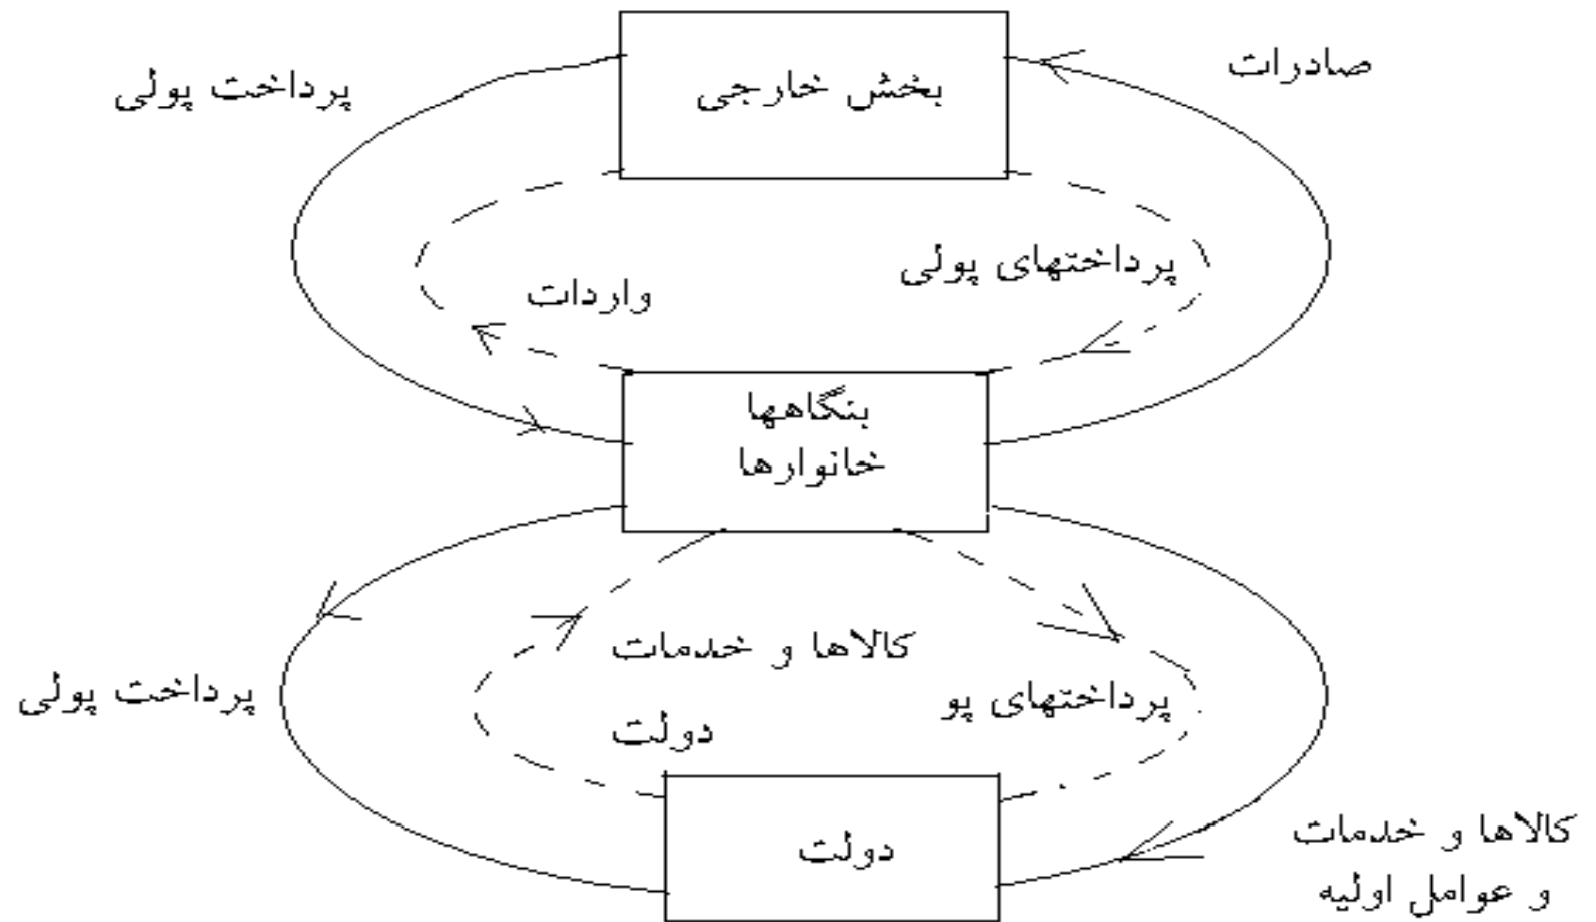 صادرات
بخش خارجی
پرداخت پولی
پرداختهای پولی
واردات
بنگاهها
خانوارها
کالاها و خدمات
دولت
پرداختهای پو
پرداخت پولی
دولت
کالاها و خدمات
و عوامل اولیه